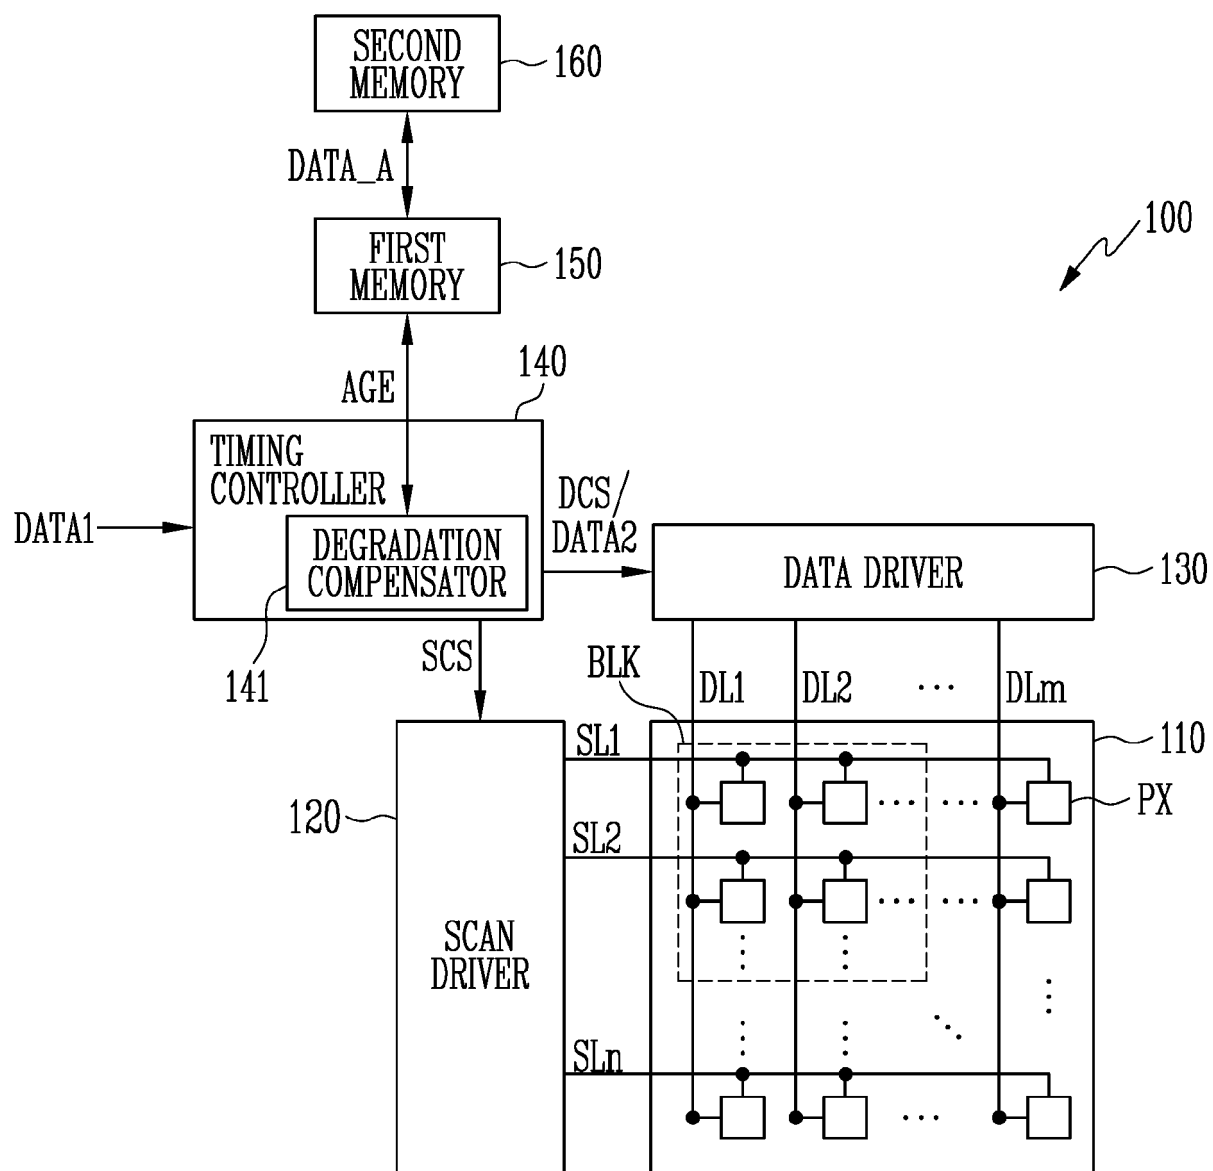 SECOND
MEMORY
160
DATA_A
FIRST
MEMORY
150
100
AGE
140
TIMING
CONTROLLER
DATA1
DEGRADATION
COMPENSATOR
141
DCS/
DATA2
DATA DRIVER
130
SCS
BLK
DL1
DL2
...
DLm
110
SL1
120
PX
SL2
SCAN
DRIVER
SLn